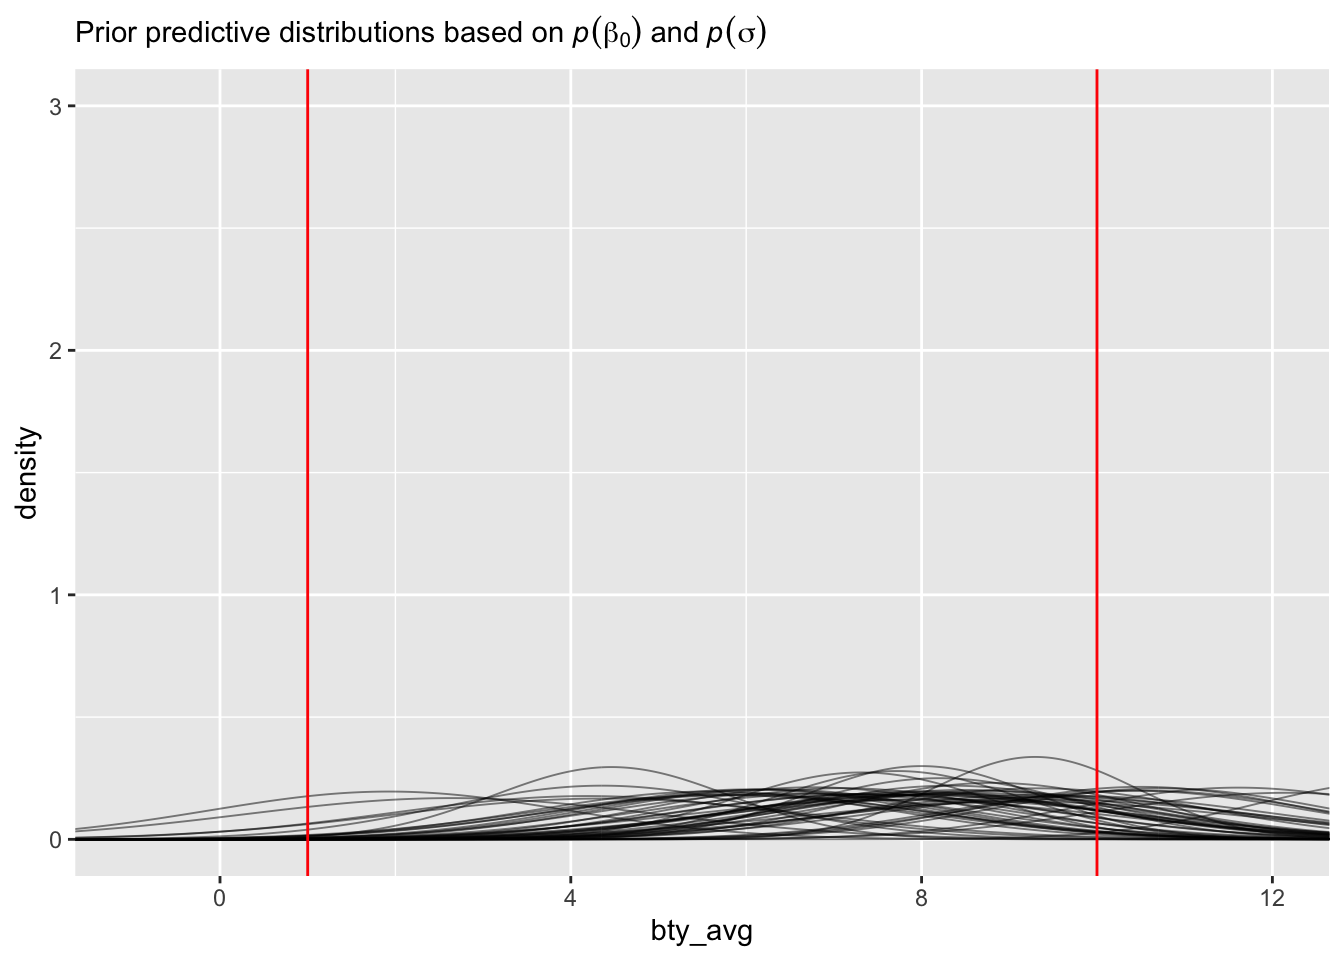 Prior predictive distributions based on p(β₀) and p(σ)
3
2
1
0
density
0 4 8 12
bty_avg